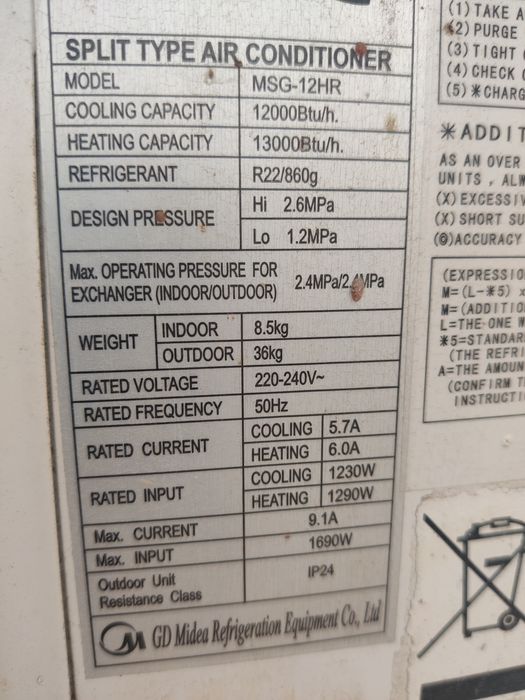 SPLIT TYPE AIR CONDITIONER
MODEL MSG-12HR
COOLING CAPACITY 12000Btu/h.
HEATING CAPACITY 13000Btu/h.
REFRIGERANT R22/860g
DESIGN PRESSURE
Hi 2.6MPa
Lo 1.2MPa
Max. OPERATING PRESSURE FOR
EXCHANGER (INDOOR/OUTDOOR)
2.4MPa/2.4MPa
WEIGHT
INDOOR 8.5kg
OUTDOOR 36kg
RATED VOLTAGE 220-240V~
RATED FREQUENCY 50Hz
RATED CURRENT
COOLING 5.7A
HEATING 6.0A
RATED INPUT
COOLING 1230W
HEATING 1290W
Max. CURRENT 9.1A
Max. INPUT 1690W
Outdoor Unit
Resistance Class
IP24
GD Midea Refrigeration Equipment Co., Ltd
(1) TAKE A
(2) PURGE
(3) TIGHT
(4) CHECK
(5) *CHARG
*ADDIT
AS AN OVER
UNITS , ALW
(X) EXCESSIV
(X) SHORT SU
(◎)ACCURACY
(EXPRESSIO
M=(L-*5) x
M=(ADDITIO
L=THE ONE W
*5=STANDAR
(THE REFRI
A=THE AMOUN
(CONFIRM T
INSTRUCTI